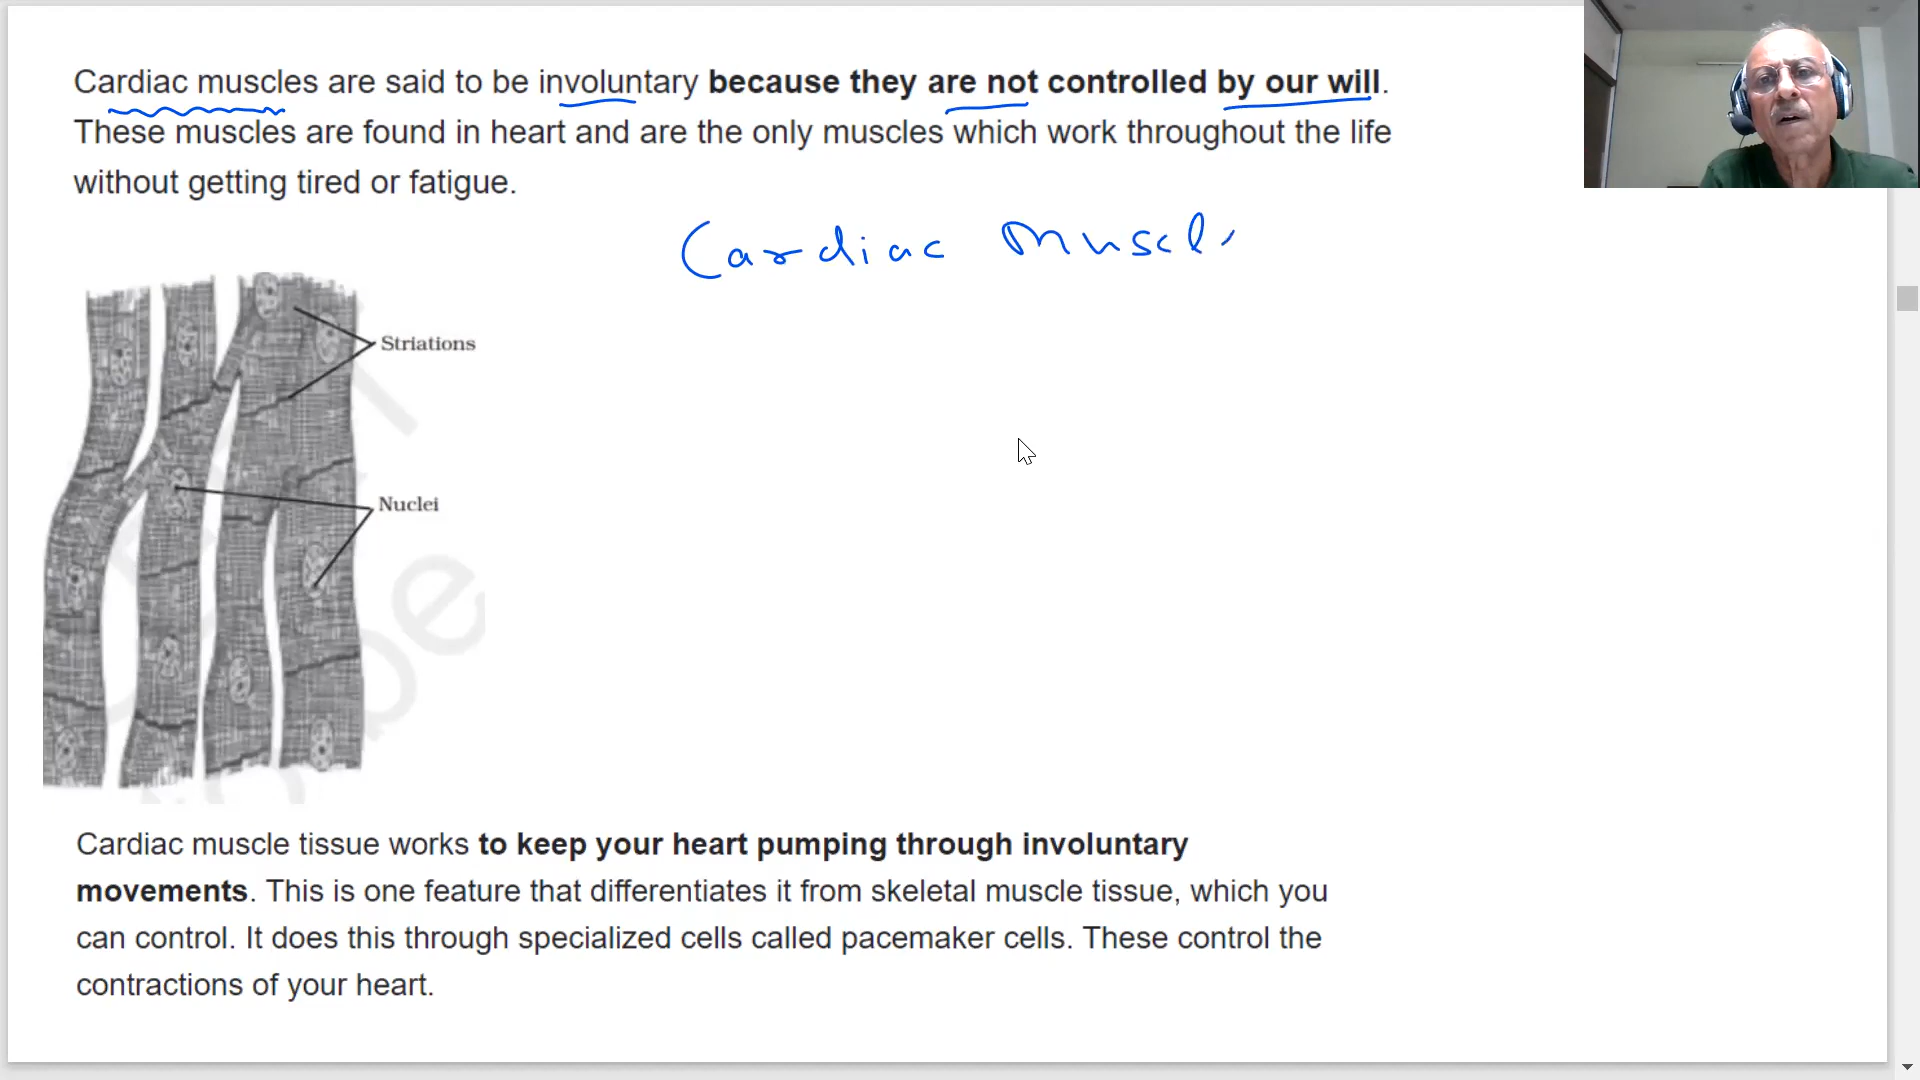 Cardiac muscles are said to be involuntary because they are not controlled by our will.
These muscles are found in heart and are the only muscles which work throughout the life
without getting tired or fatigue.
Cardiac Muscl
Striations
Nuclei
Cardiac muscle tissue works to keep your heart pumping through involuntary
movements. This is one feature that differentiates it from skeletal muscle tissue, which you
can control. It does this through specialized cells called pacemaker cells. These control the
contractions of your heart.